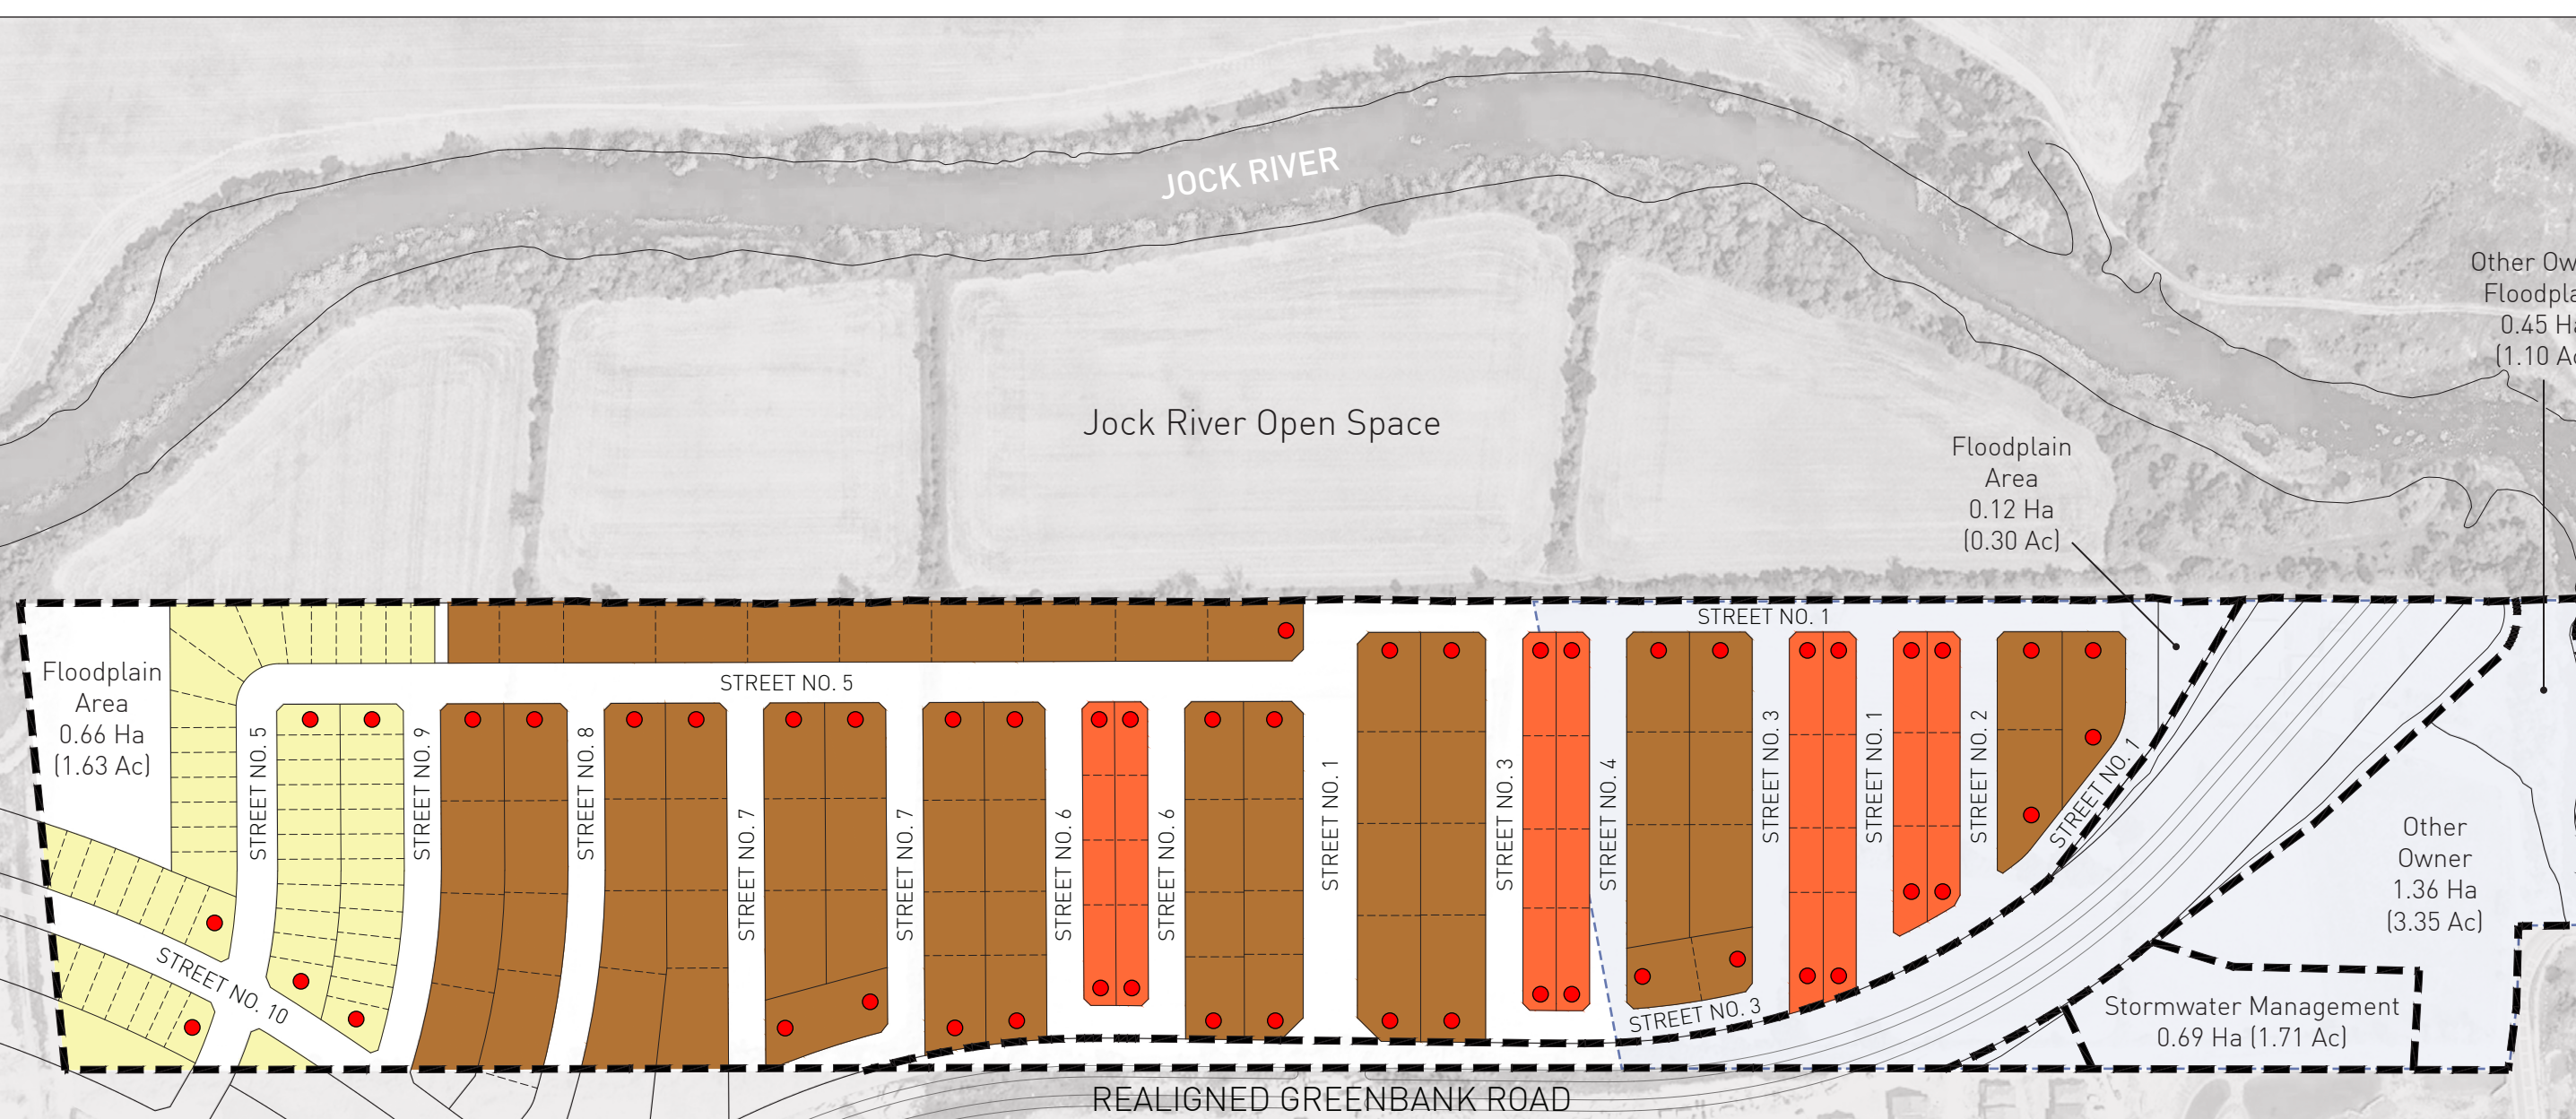 JOCK RIVER
Jock River Open Space
Floodplain
Area
0.12 Ha
(0.30 Ac)
Other
Floodpla
0.45
(1.10
STREET NO. 1
Floodplain
Area
0.66 Ha
(1.63 Ac)
STREET NO. 5
STREET NO. 5
STREET NO. 9
STREET NO. 8
STREET NO. 7
STREET NO. 7
STREET NO. 6
STREET NO. 6
STREET NO. 1
STREET NO. 3
STREET NO. 4
STREET NO. 3
STREET NO. 1
STREET NO. 2
STREET NO. 1
STREET NO. 10
STREET NO. 3
Other
Owner
1.36 Ha
(3.35 Ac)
Stormwater Management
0.69 Ha (1.71 Ac)
REALIGNED GREENBANK ROAD